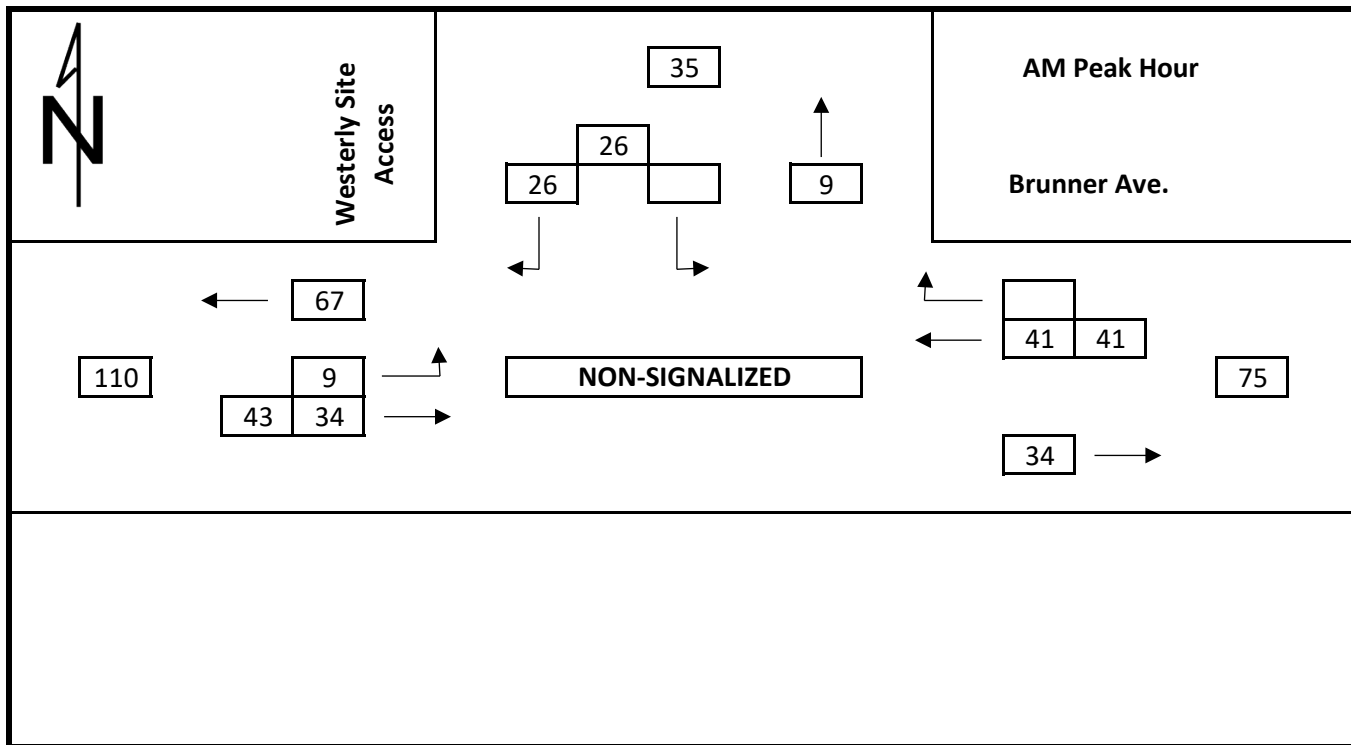 35
AM Peak Hour
N
Westerly Site
Access
26
26
9
Brunner Ave.
67
41 41
110
9
NON-SIGNALIZED
75
43 34
34